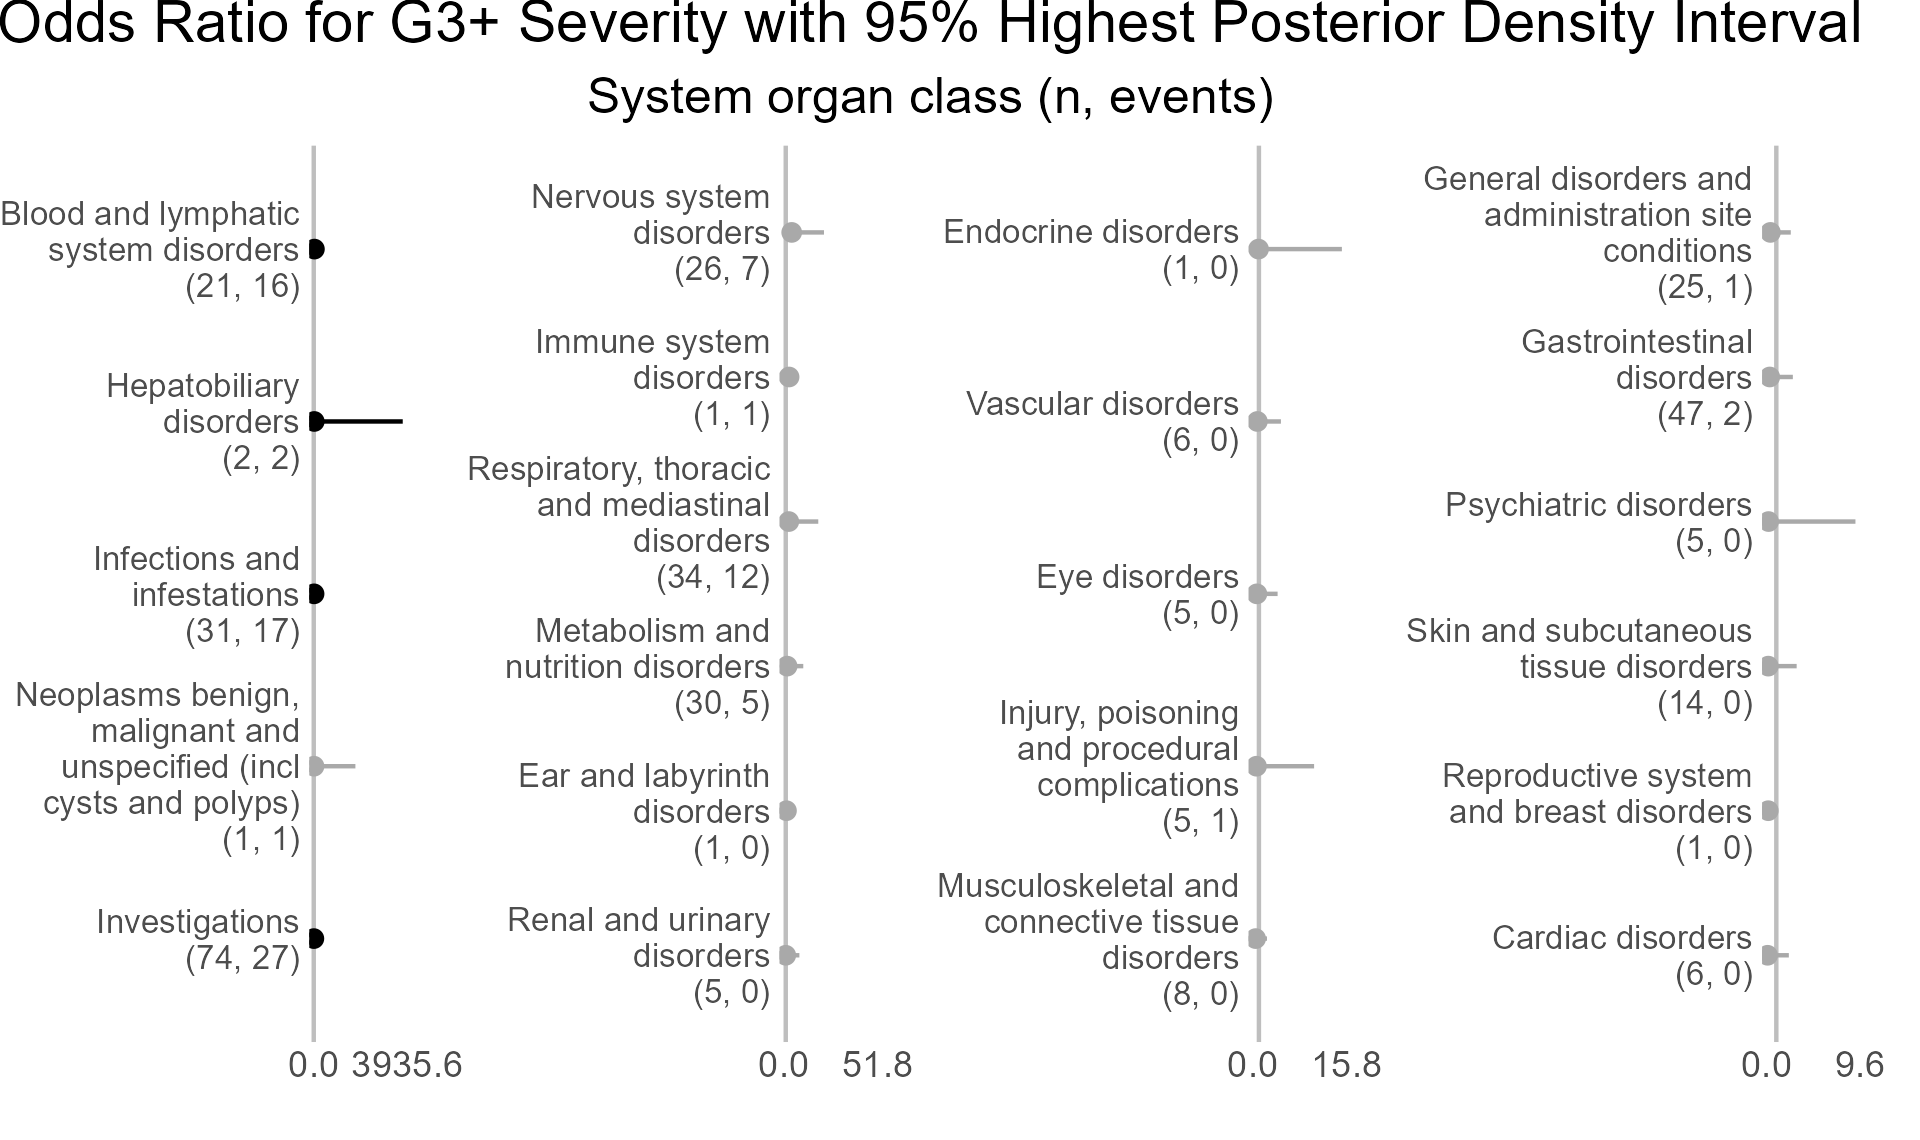 Odds Ratio for G3+ Severity with 95% Highest Posterior Density Interval
System organ class (n, events)
Blood and lymphatic
system disorders
(21, 16)
Hepatobiliary
disorders
(2, 2)
Infections and
infestations
(31, 17)
Neoplasms benign,
malignant and
unspecified (incl
cysts and polyps)
(1, 1)
Investigations
(74, 27)
0.0 3935.6
Nervous system
disorders
(26, 7)
Immune system
disorders
(1, 1)
Respiratory, thoracic
and mediastinal
disorders
(34, 12)
Metabolism and
nutrition disorders
(30, 5)
Ear and labyrinth
disorders
(1, 0)
Renal and urinary
disorders
(5, 0)
0.0 51.8
Endocrine disorders
(1, 0)
Vascular disorders
(6, 0)
Eye disorders
(5, 0)
Injury, poisoning
and procedural
complications
(5, 1)
Musculoskeletal and
connective tissue
disorders
(8, 0)
0.0 15.8
General disorders and
administration site
conditions
(25, 1)
Gastrointestinal
disorders
(47, 2)
Psychiatric disorders
(5, 0)
Skin and subcutaneous
tissue disorders
(14, 0)
Reproductive system
and breast disorders
(1, 0)
Cardiac disorders
(6, 0)
0.0 9.6